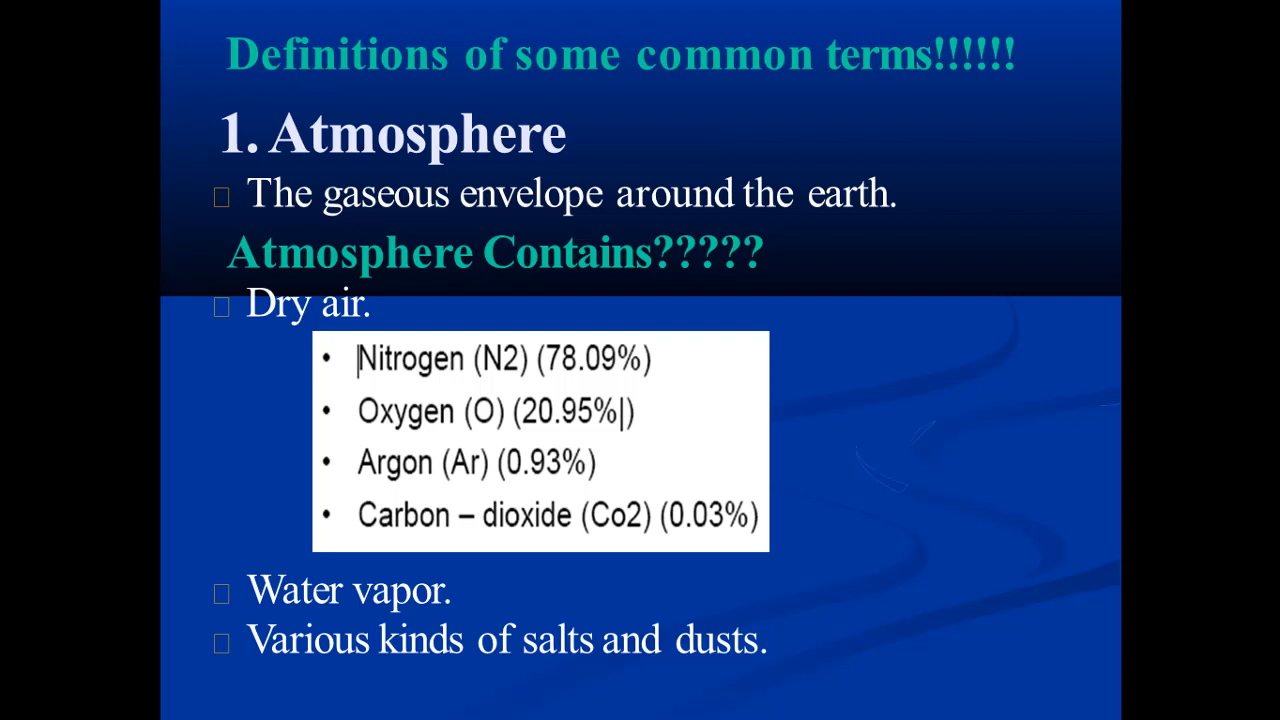 Definitions of some common terms!!!!!!
1. Atmosphere
The gaseous envelope around the earth.
Atmosphere Contains?????
Dry air.
• |Nitrogen (N2) (78.09%)
• Oxygen (O) (20.95%|)
• Argon (Ar) (0.93%)
• Carbon – dioxide (Co2) (0.03%)
Water vapor.
Various kinds of salts and dusts.